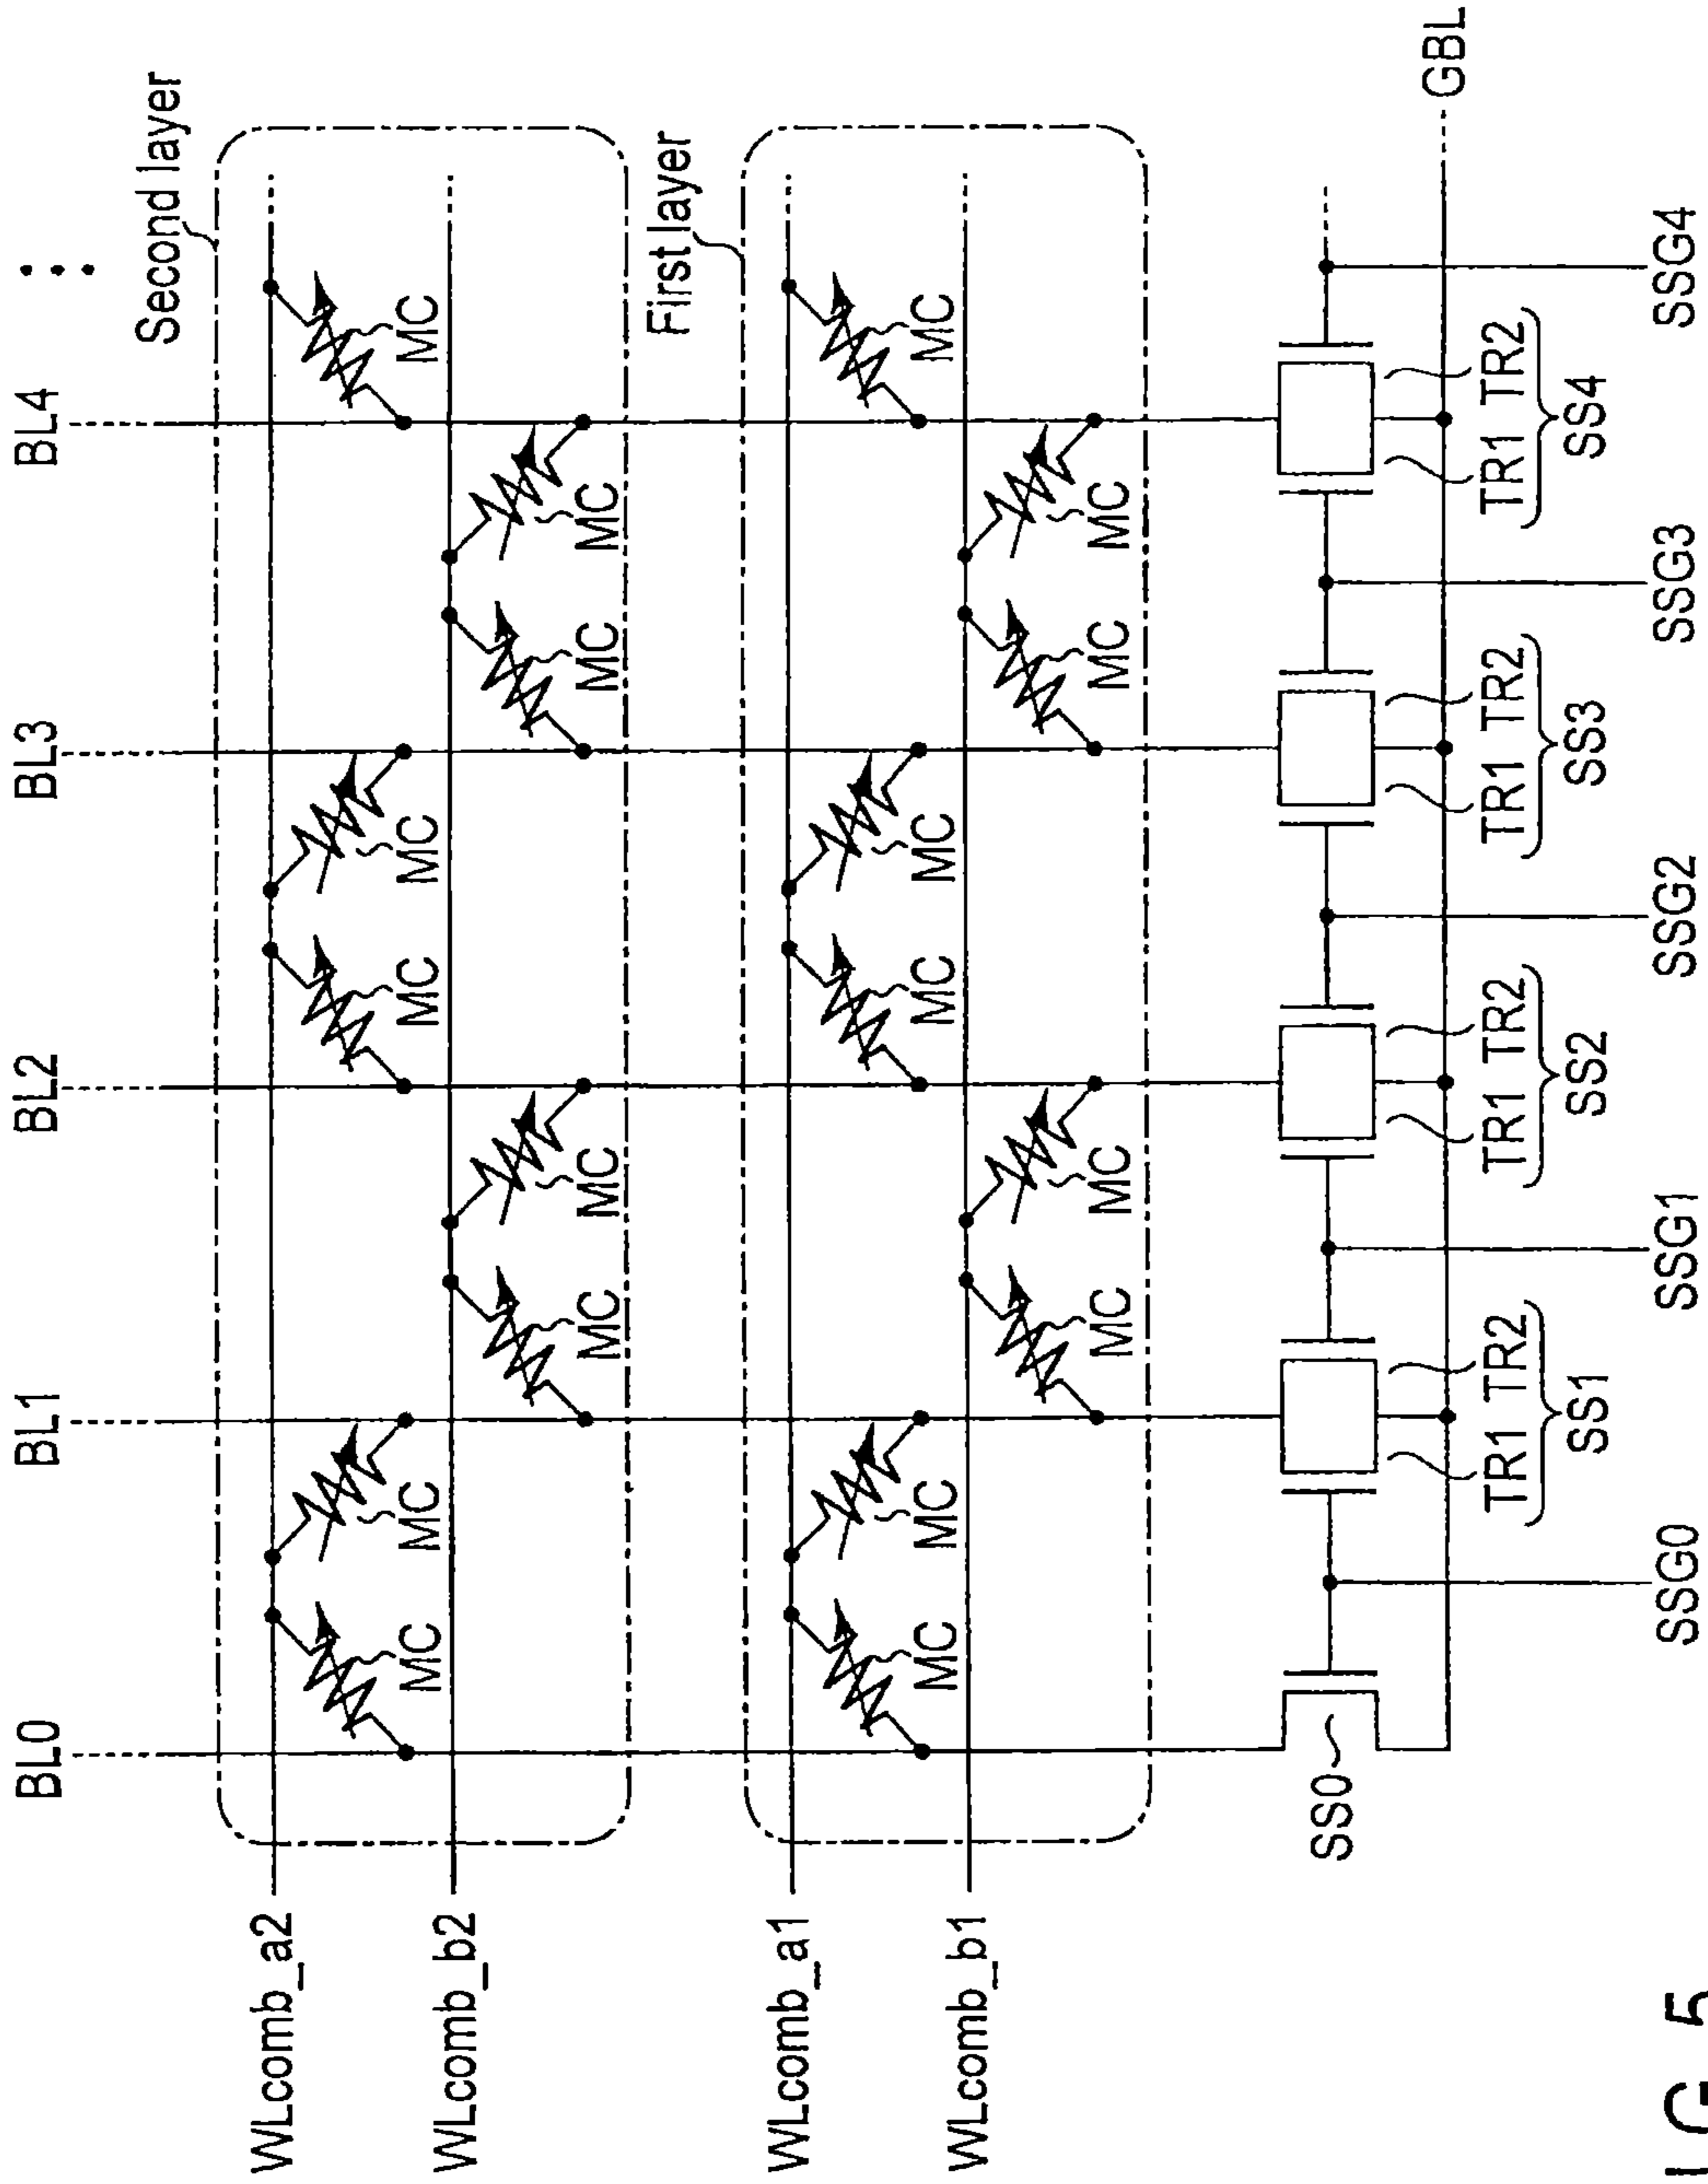 BL0 BL1 BL2 BL3 BL4 ...
Second layer
WLcomb_a2
MC MC MC MC MC
WLcomb_b2
MC MC MC MC
First layer
WLcomb_a1
MC MC MC MC MC
WLcomb_b1
MC MC MC MC
SS0
GBL
TR1 TR2 TR1 TR2 TR1 TR2 TR1 TR2
SS1 SS2 SS3 SS4
SSG0 SSG1 SSG2 SSG3 SSG4